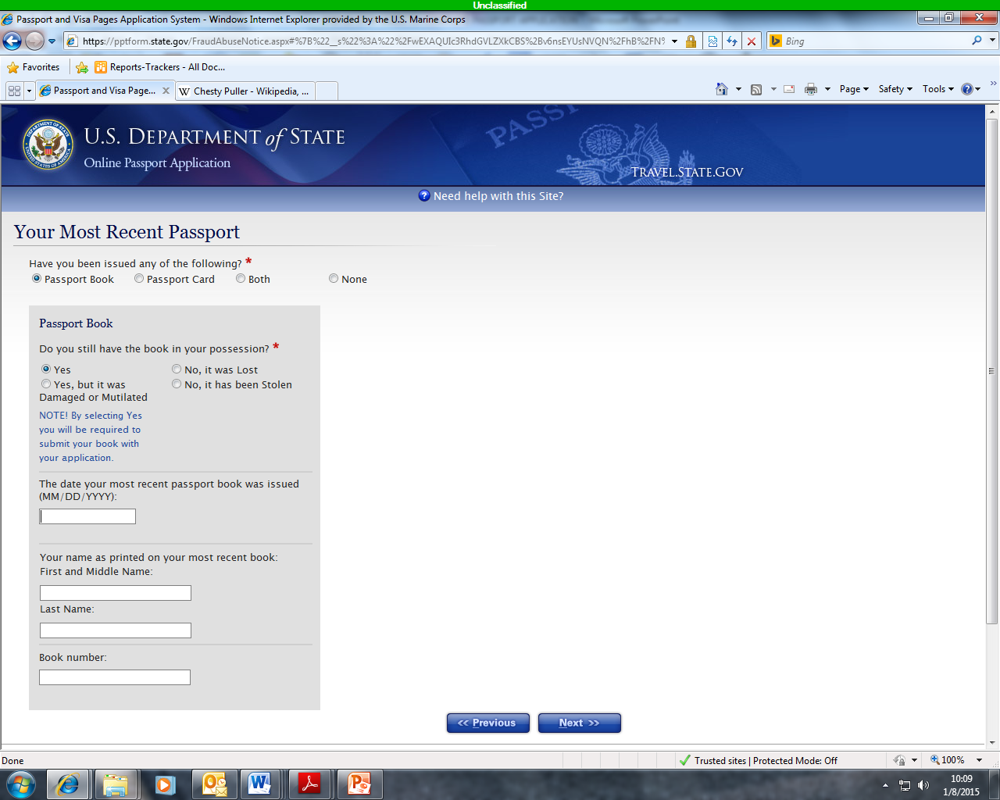 Unclassified
Passport and Visa Pages Application System - Windows Internet Explorer provided by the U.S. Marine Corps
https://pptform.state.gov/FraudAbuseNotice.aspx#%7B%22__s%22%3A%22%2FwEXAQUIc3RhdGVLZXkCBS%2Bv6nsEYUsNVQN%2FhB%2FN%
Bing
Favorites
Reports-Trackers - All Doc...
Passport and Visa Page...
W Chesty Puller - Wikipedia, ...
Page
Safety
Tools
PASSP
U.S. DEPARTMENT of STATE
Online Passport Application
TRAVEL.STATE.GOV
? Need help with this Site?
Your Most Recent Passport
Have you been issued any of the following? *
Passport Book Passport Card Both None
Passport Book
Do you still have the book in your possession? *
Yes No, it was Lost
Yes, but it was No, it has been Stolen
Damaged or Mutilated
NOTE! By selecting Yes
you will be required to
submit your book with
your application.
The date your most recent passport book was issued
(MM/DD/YYYY):
Your name as printed on your most recent book:
First and Middle Name:
Last Name:
Book number:
<< Previous Next >>
Done
Trusted sites | Protected Mode: Off
100%
10:09
1/8/2015